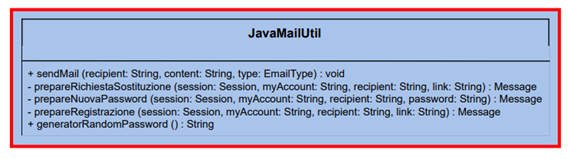 JavaMailUtil
+ sendMail (recipient: String, content: String, type: EmailType) : void
- prepareRichiestaSostituzione (session: Session, myAccount: String, recipient: String, link: String) : Message
- prepareNuovaPassword (session: Session, myAccount: String, recipient: String, password: String) : Message
- prepareRegistrazione (session: Session, myAccount: String, recipient: String, link: String) : Message
+ generatorRandomPassword () : String